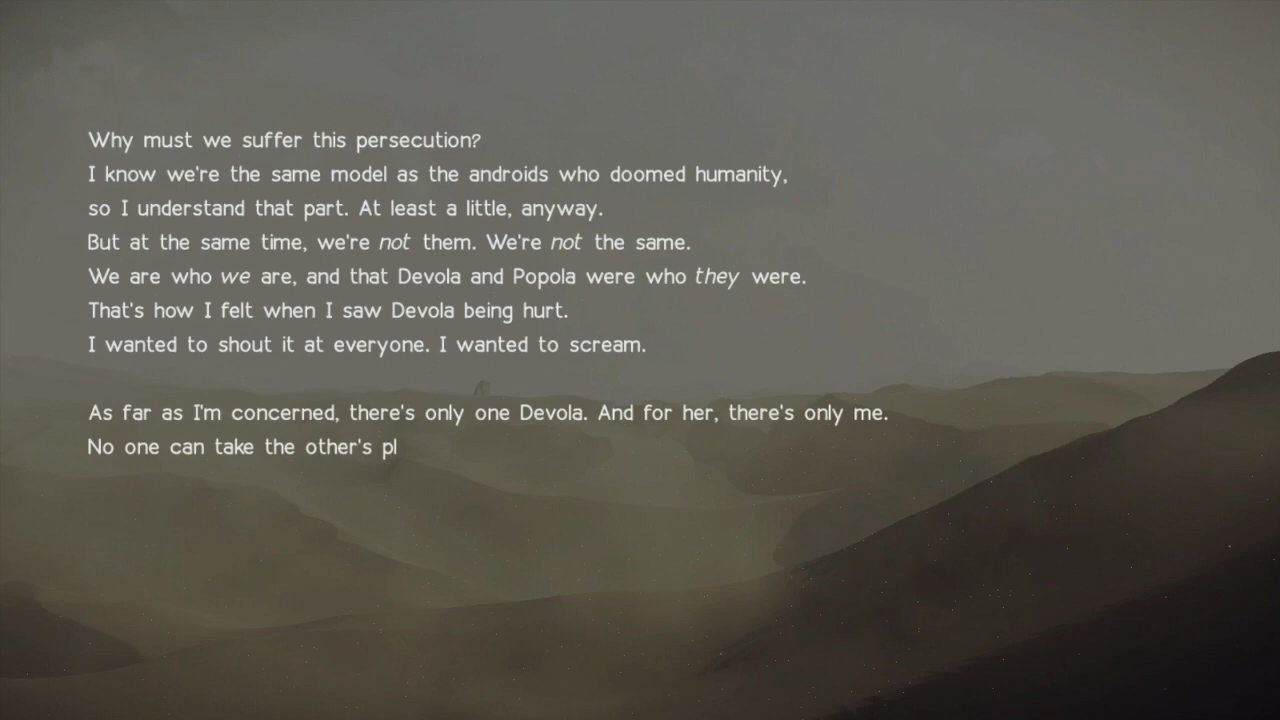 Why must we suffer this persecution?
I know we're the same model as the androids who doomed humanity,
so I understand that part. At least a little, anyway.
But at the same time, we're not them. We're not the same.
We are who we are, and that Devola and Popola were who they were.
That's how I felt when I saw Devola being hurt.
I wanted to shout it at everyone. I wanted to scream.
As far as I'm concerned, there's only one Devola. And for her, there's only me.
No one can take the other's pl